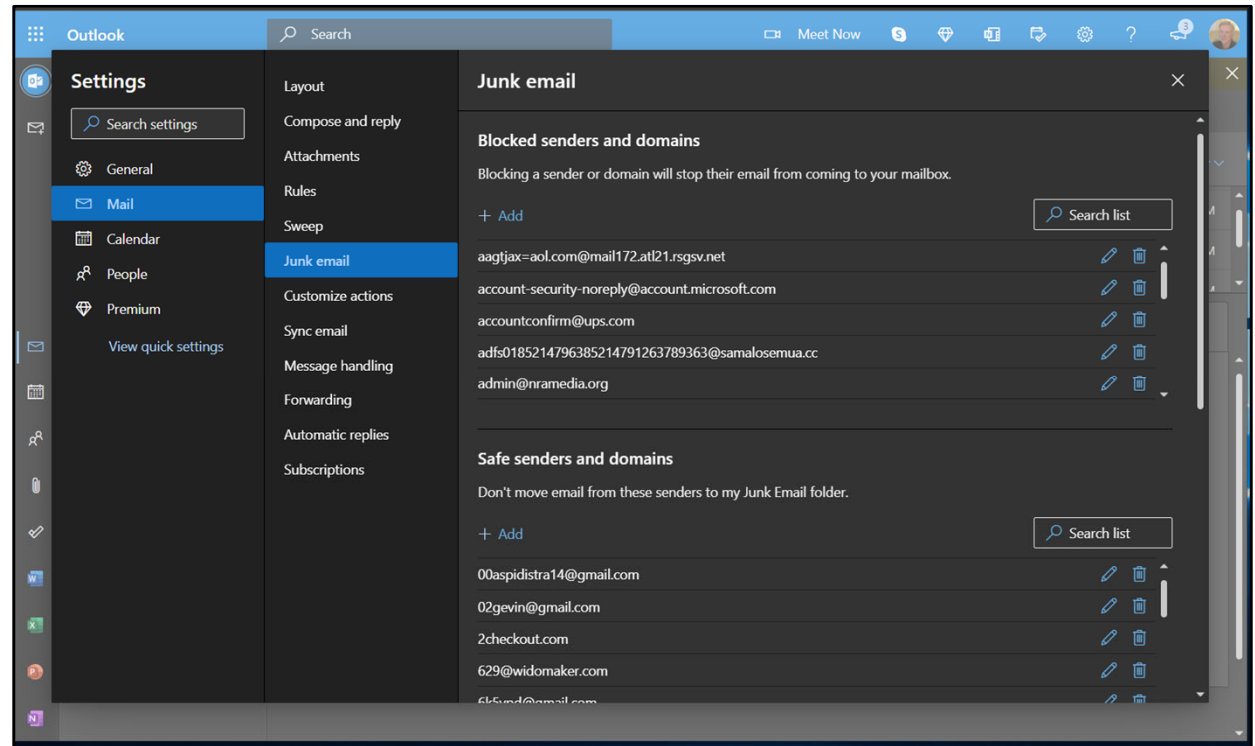 Outlook
Search
Meet Now
3
Settings
Search settings
General
Mail
Calendar
People
Premium
View quick settings
Layout
Compose and reply
Attachments
Rules
Sweep
Junk email
Customize actions
Sync email
Message handling
Forwarding
Automatic replies
Subscriptions
Junk email
Blocked senders and domains
Blocking a sender or domain will stop their email from coming to your mailbox.
+ Add
Search list
aagtjax=aol.com@mail172.atl21.rsgsv.net
account-security-noreply@account.microsoft.com
accountconfirm@ups.com
adfs0185214796385214791263789363@samalosemua.cc
admin@nramedia.org
Safe senders and domains
Don't move email from these senders to my Junk Email folder.
+ Add
Search list
00aspidistra14@gmail.com
02gevin@gmail.com
2checkout.com
629@widomaker.com